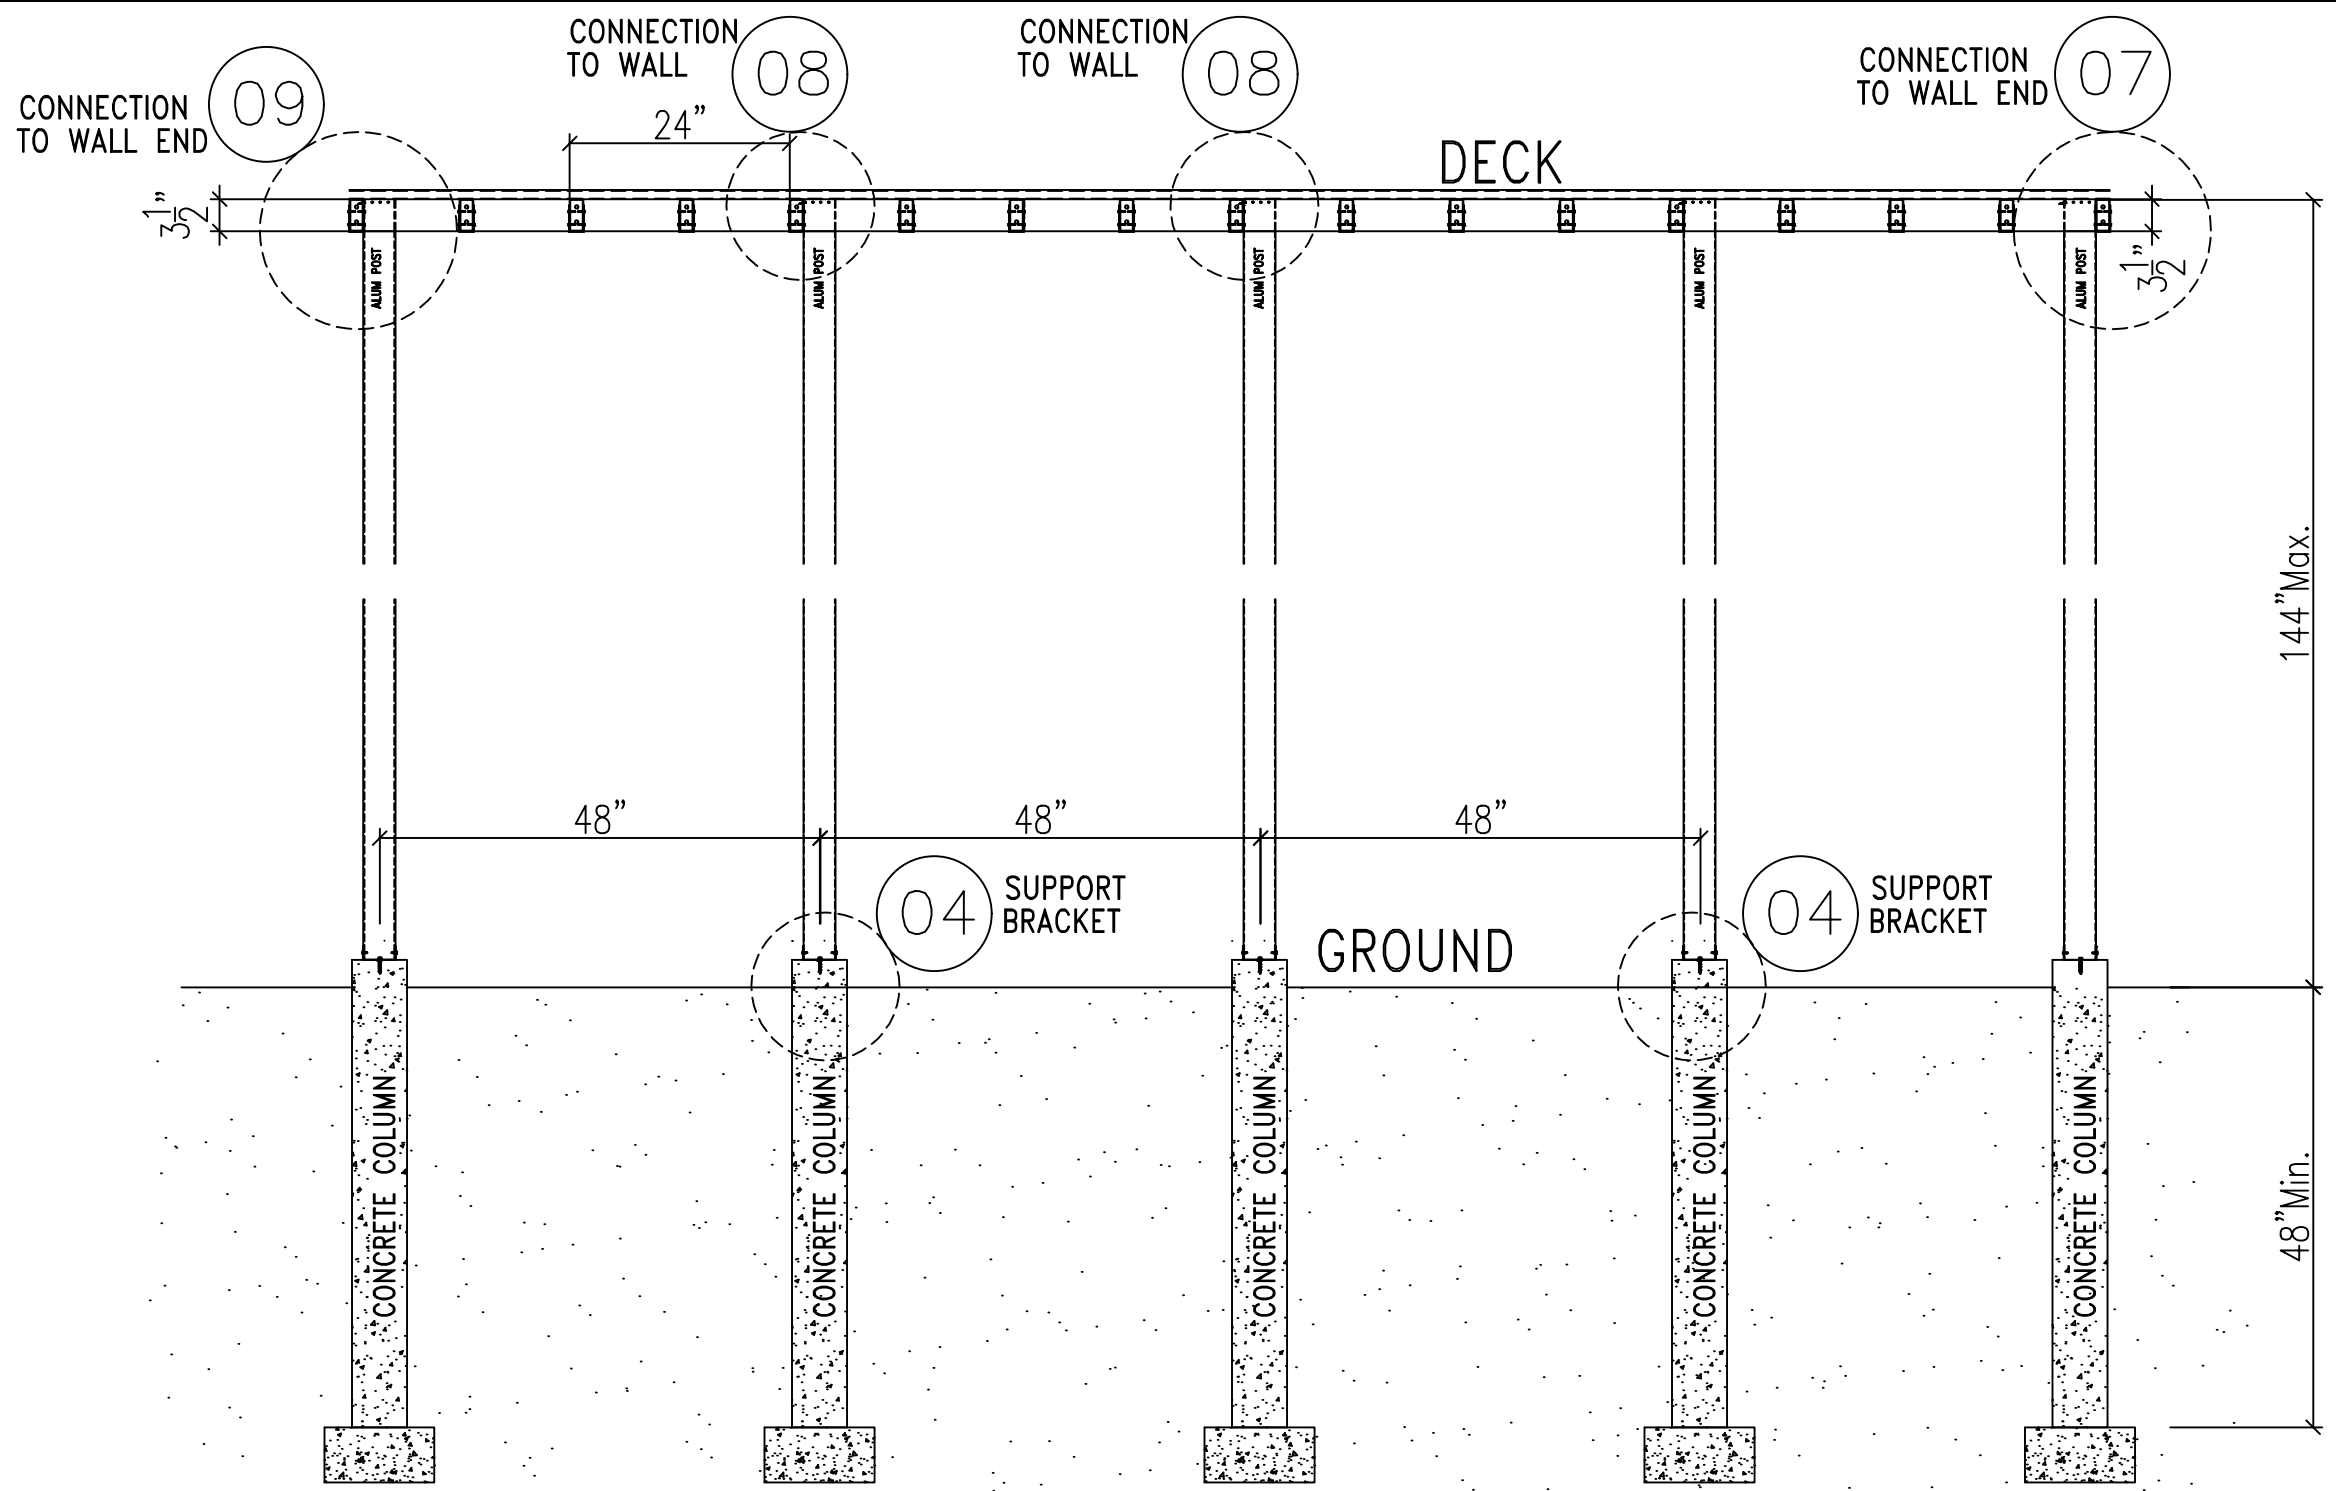 CONNECTION
TO WALL END
09
CONNECTION
TO WALL
08
CONNECTION
TO WALL
08
CONNECTION
TO WALL END
07
24”
DECK
3 1/2”
3 1/2”
ALUM POST
ALUM POST
ALUM POST
ALUM POST
ALUM POST
144”Max.
48”
48”
48”
04
SUPPORT
BRACKET
04
SUPPORT
BRACKET
GROUND
CONCRETE COLUMN
CONCRETE COLUMN
CONCRETE COLUMN
CONCRETE COLUMN
CONCRETE COLUMN
48”Min.